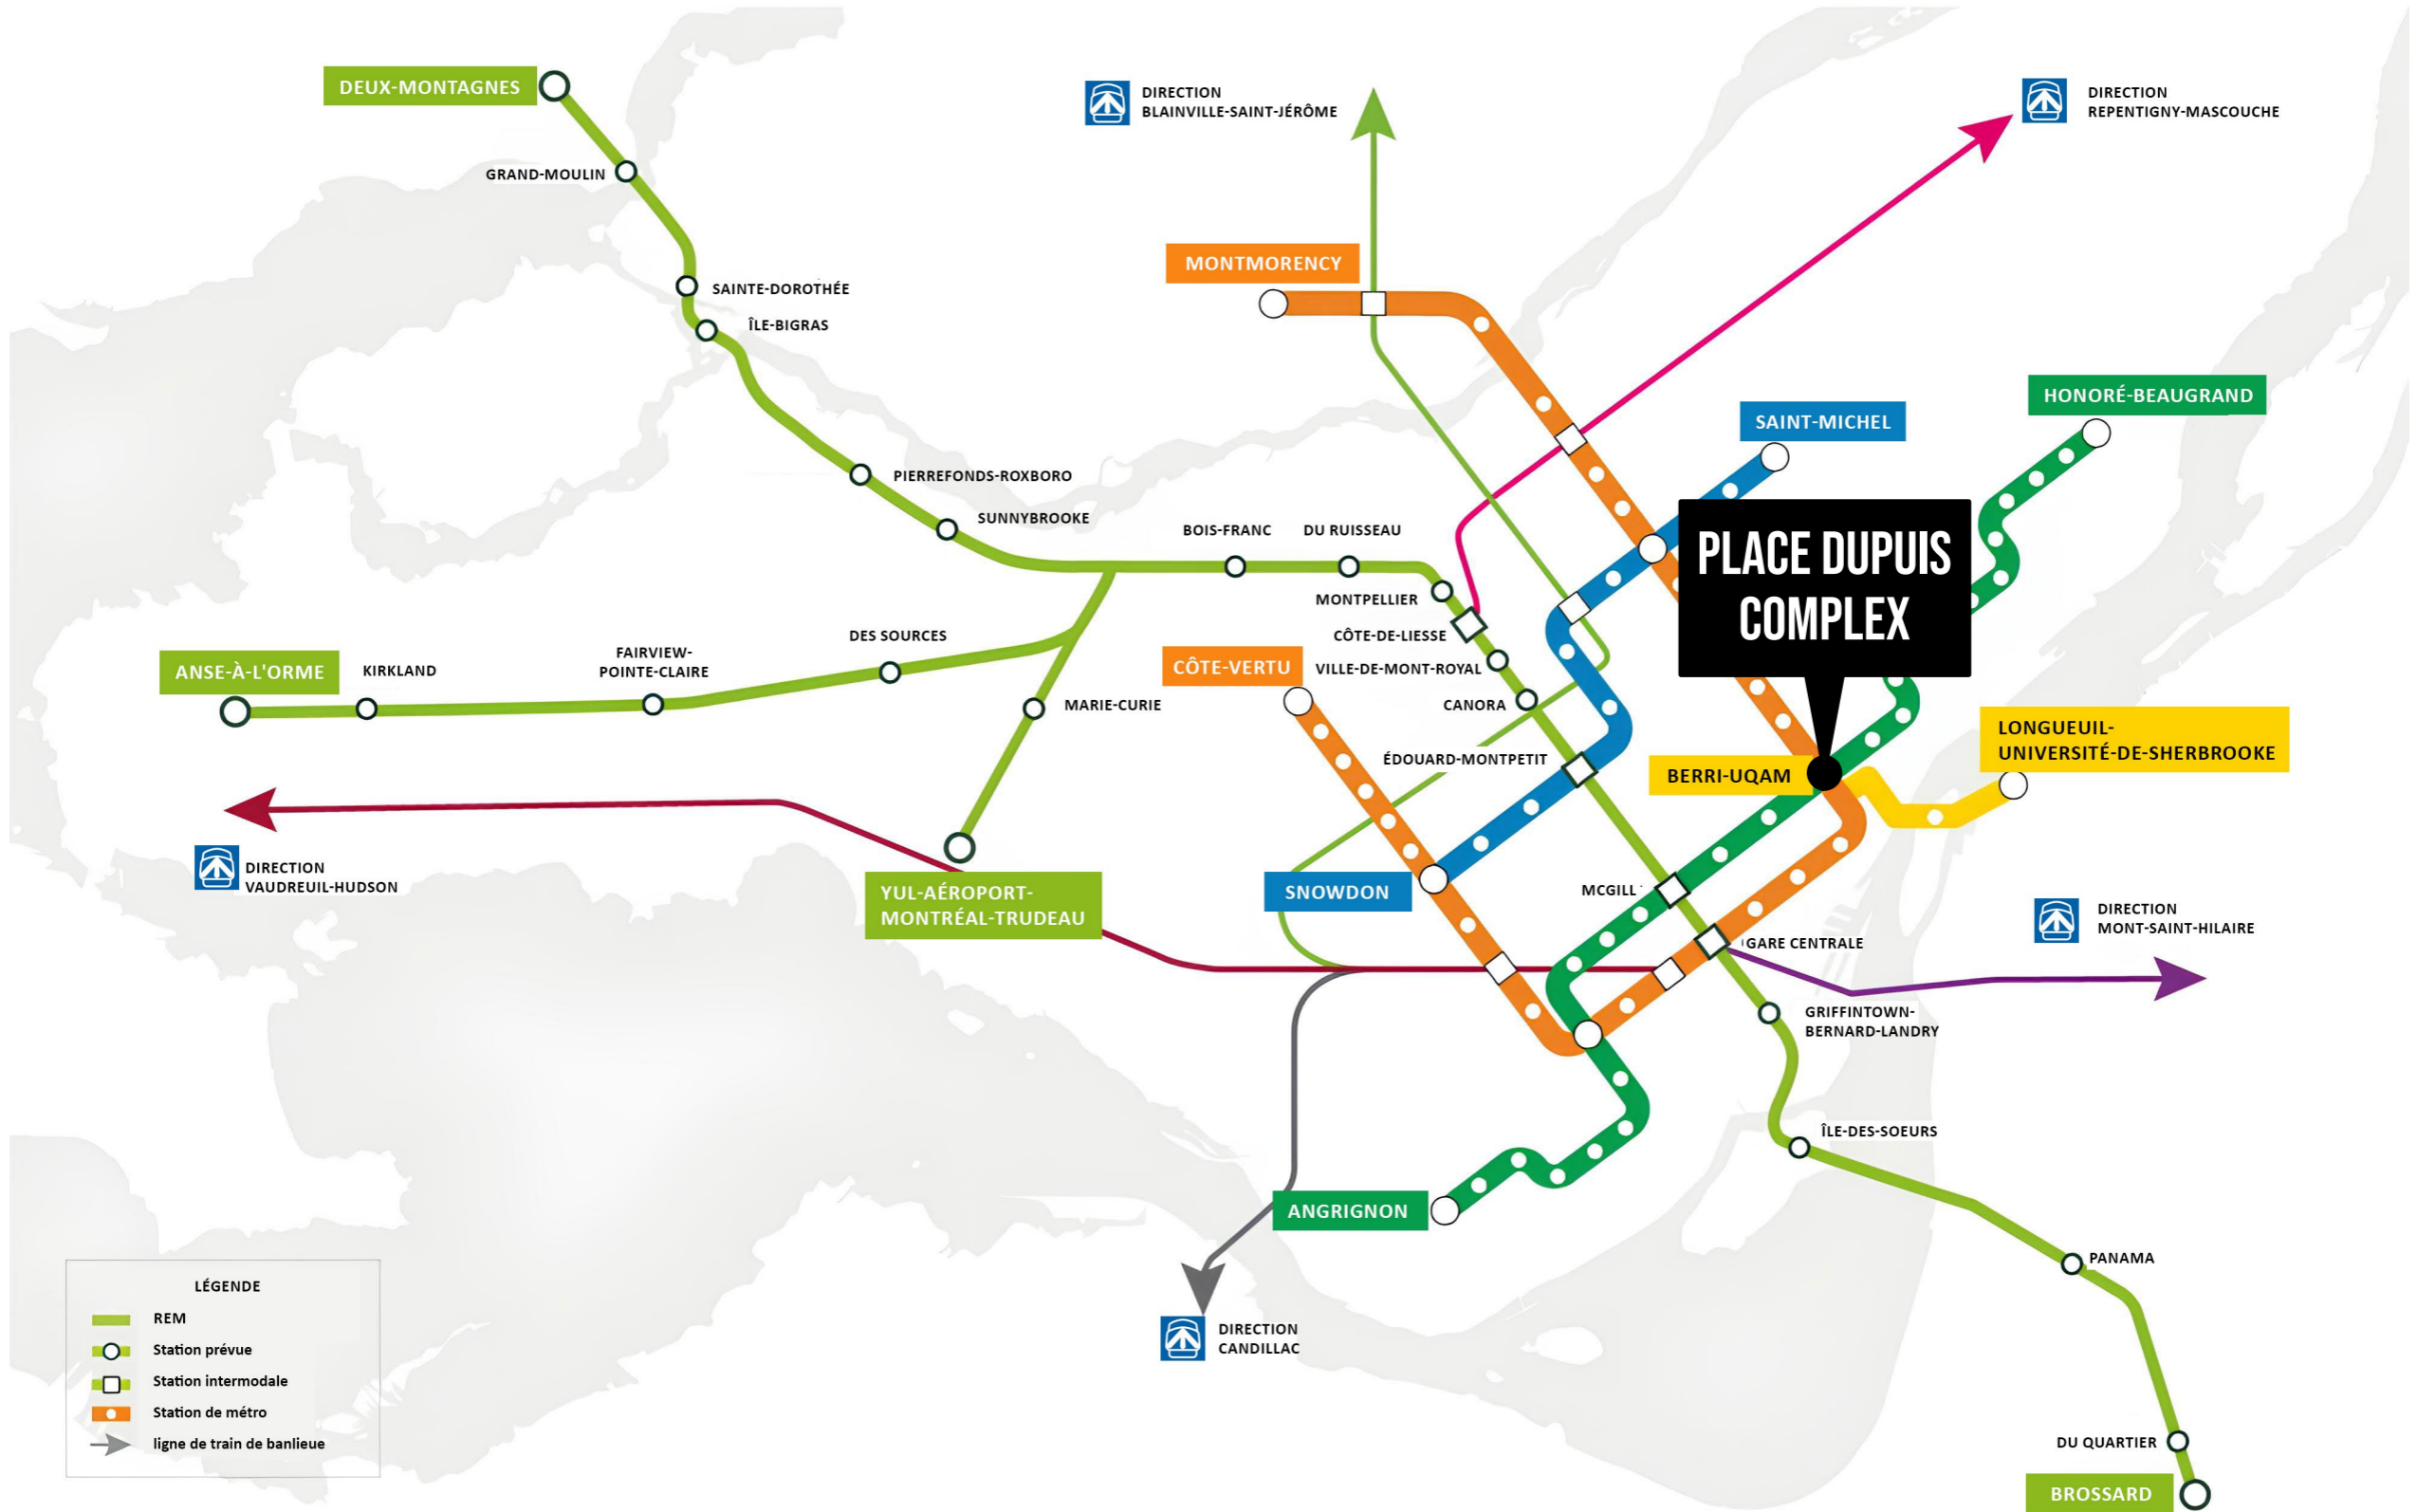 DEUX-MONTAGNES
DIRECTION
BLAINVILLE-SAINT-JÉRÔME
DIRECTION
REPENTIGNY-MASCOUCHE
GRAND-MOULIN
MONTMORENCY
SAINTE-DOROTHÉE
ÎLE-BIGRAS
HONORÉ-BEAUGRAND
SAINT-MICHEL
PIERREFONDS-ROXBORO
SUNNYBROOKE
BOIS-FRANC
DU RUISSEAU
PLACE DUPUIS
COMPLEX
MONTPELLIER
CÔTE-DE-LIESSE
VILLE-DE-MONT-ROYAL
CANORA
DES SOURCES
FAIRVIEW-
POINTE-CLAIRE
KIRKLAND
ANSE-À-L'ORME
CÔTE-VERTU
MARIE-CURIE
ÉDOUARD-MONTPETIT
BERRI-UQAM
LONGUEUIL-
UNIVERSITÉ-DE-SHERBROOKE
DIRECTION
VAUDREUIL-HUDSON
YUL-AÉROPORT-
MONTRÉAL-TRUDEAU
SNOWDON
MCGILL
GARE CENTRALE
DIRECTION
MONT-SAINT-HILAIRE
GRIFFINTOWN-
BERNARD-LANDRY
ÎLE-DES-SOEURS
ANGRIGNON
PANAMA
DIRECTION
CANDILLAC
LÉGENDE
REM
Station prévue
Station intermodale
Station de métro
ligne de train de banlieue
DU QUARTIER
BROSSARD